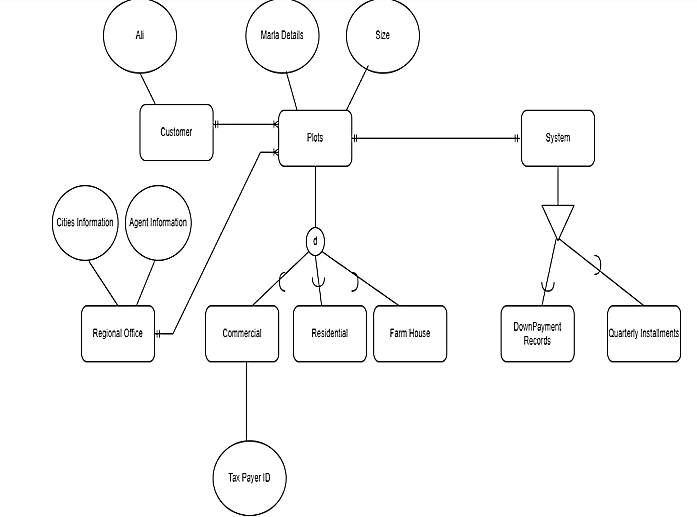 Ali
Marla Details
Size
Customer
Plots
System
Cities Information
Agent Information
d
Regional Office
Commercial
Residential
Farm House
DownPayment
Records
Quarterly Installments
Tax Payer ID